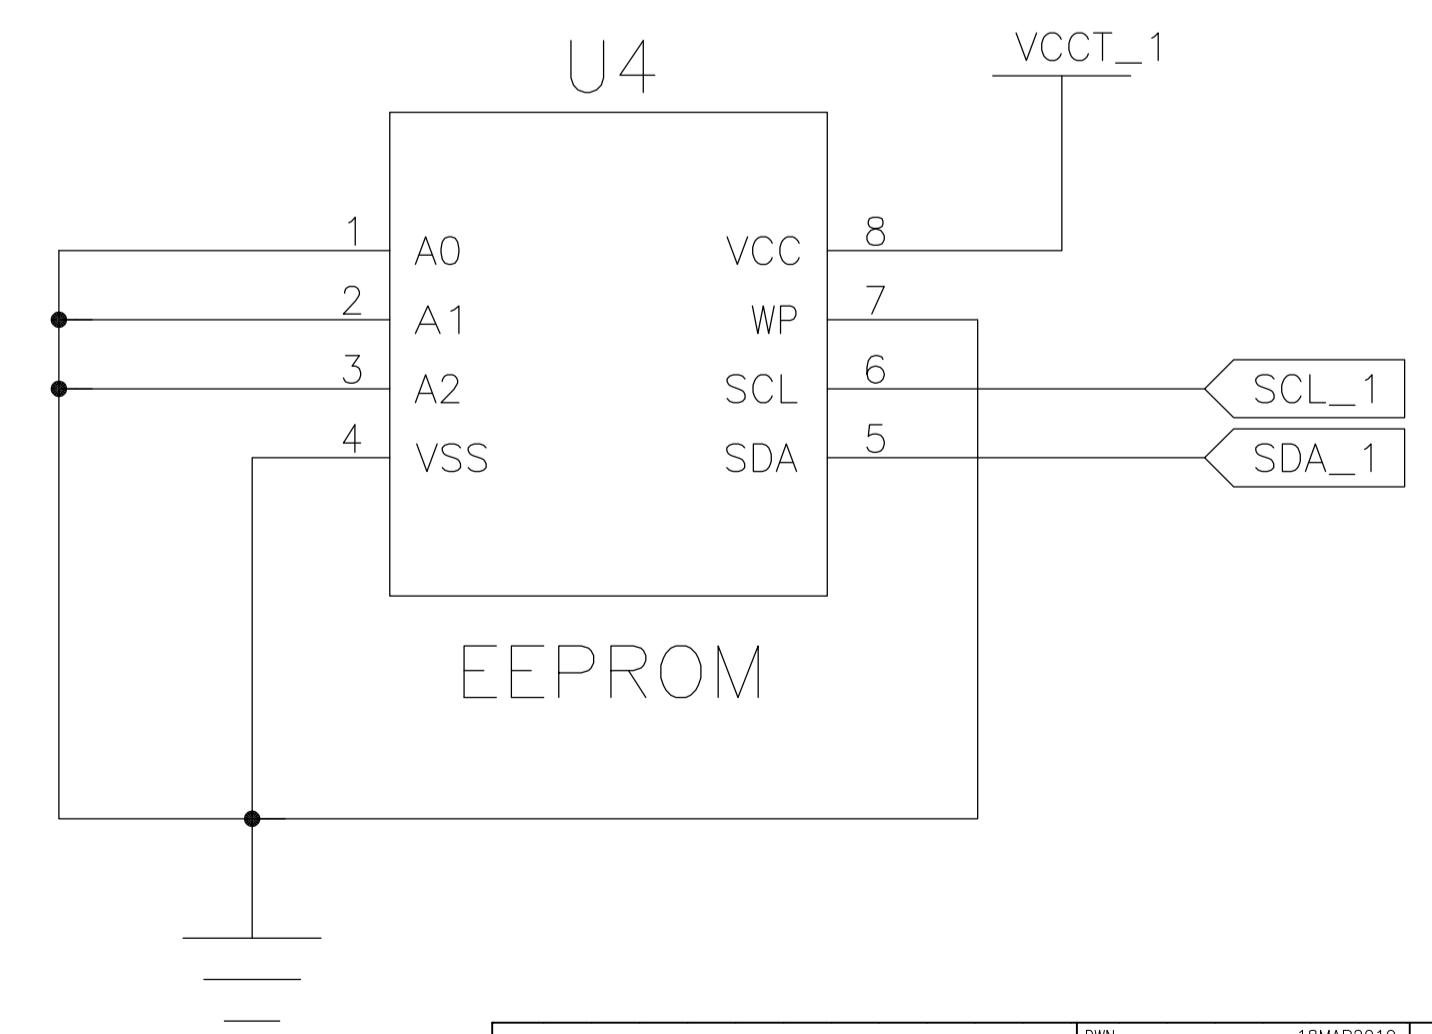 U4
VCCT_1
1 A0 VCC 8
2 A1 WP 7
3 A2 SCL 6 SCL_1
4 VSS SDA 5 SDA_1
EEPROM